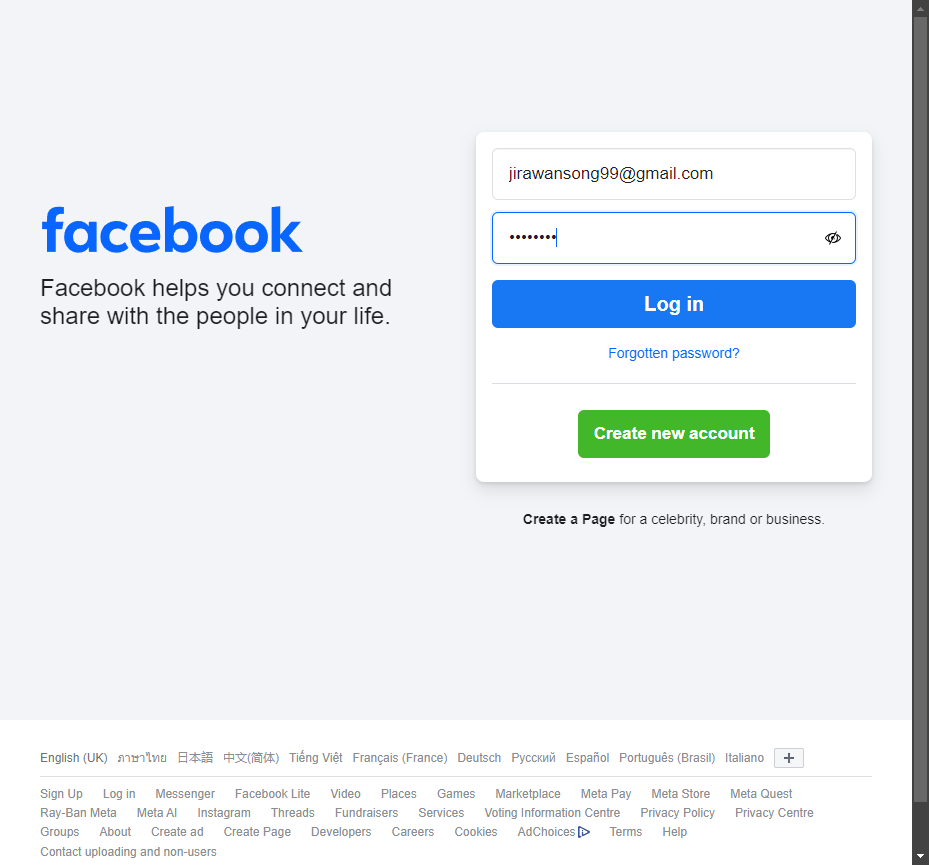 facebook
Facebook helps you connect and
share with the people in your life.
jirawansong99@gmail.com
••••••••
Log in
Forgotten password?
Create new account
Create a Page for a celebrity, brand or business.
English (UK) ภาษาไทย 日本語 中文(简体) Tiếng Việt Français (France) Deutsch Русский Español Português (Brasil) Italiano +
Sign Up Log in Messenger Facebook Lite Video Places Games Marketplace Meta Pay Meta Store Meta Quest
Ray-Ban Meta Meta AI Instagram Threads Fundraisers Services Voting Information Centre Privacy Policy Privacy Centre
Groups About Create ad Create Page Developers Careers Cookies AdChoices Terms Help
Contact uploading and non-users